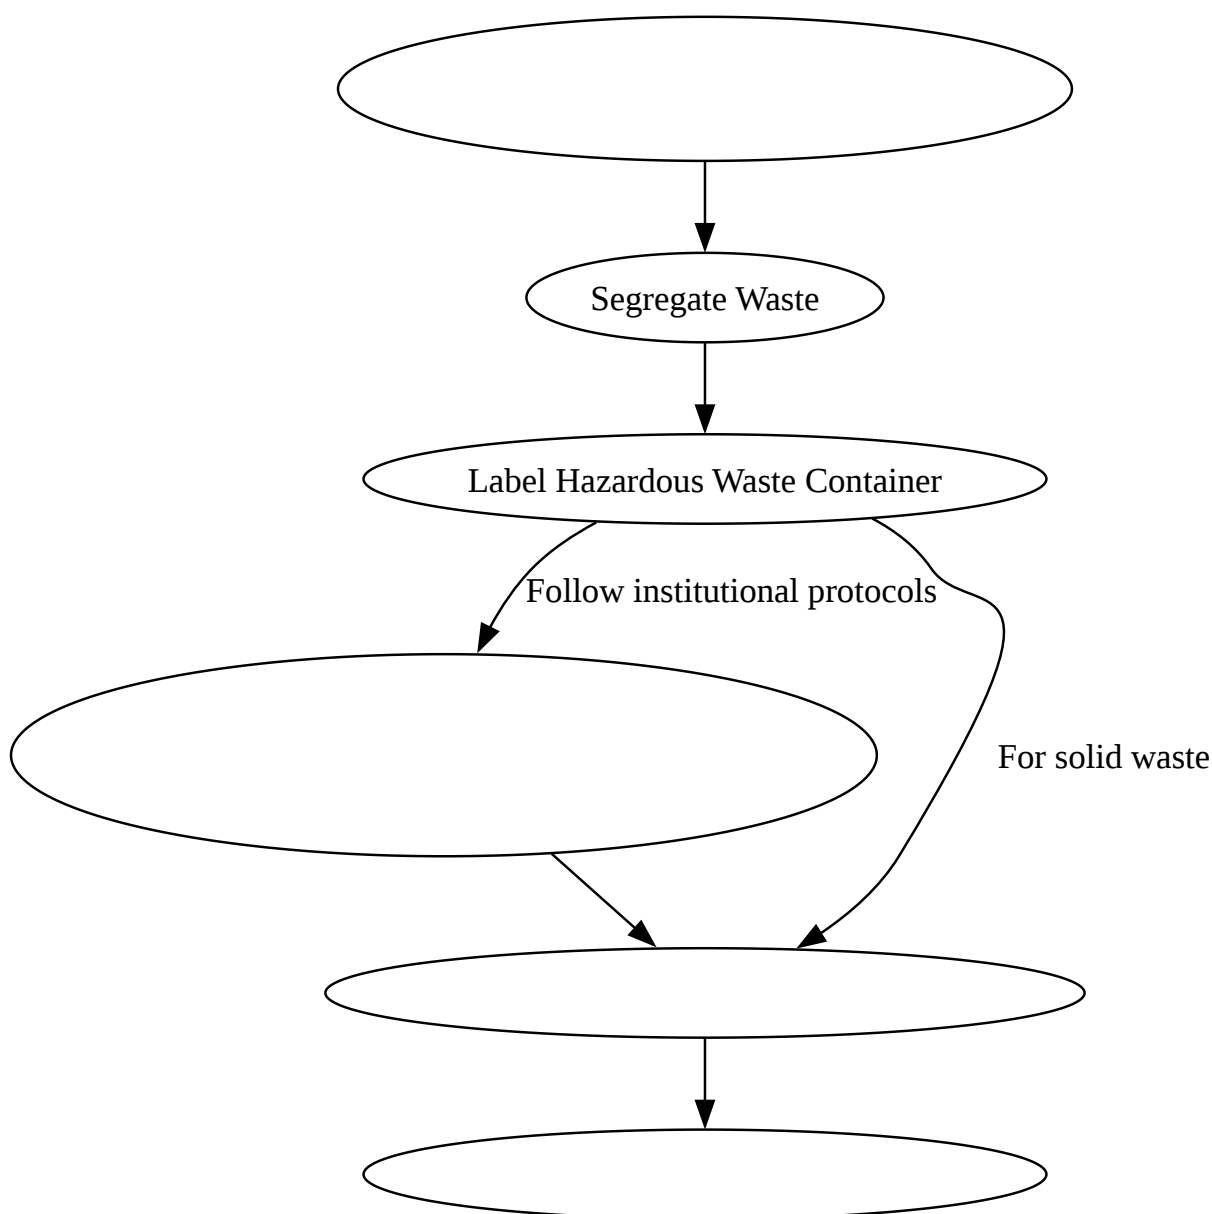 Segregate Waste
Label Hazardous Waste Container
Follow institutional protocols
For solid waste